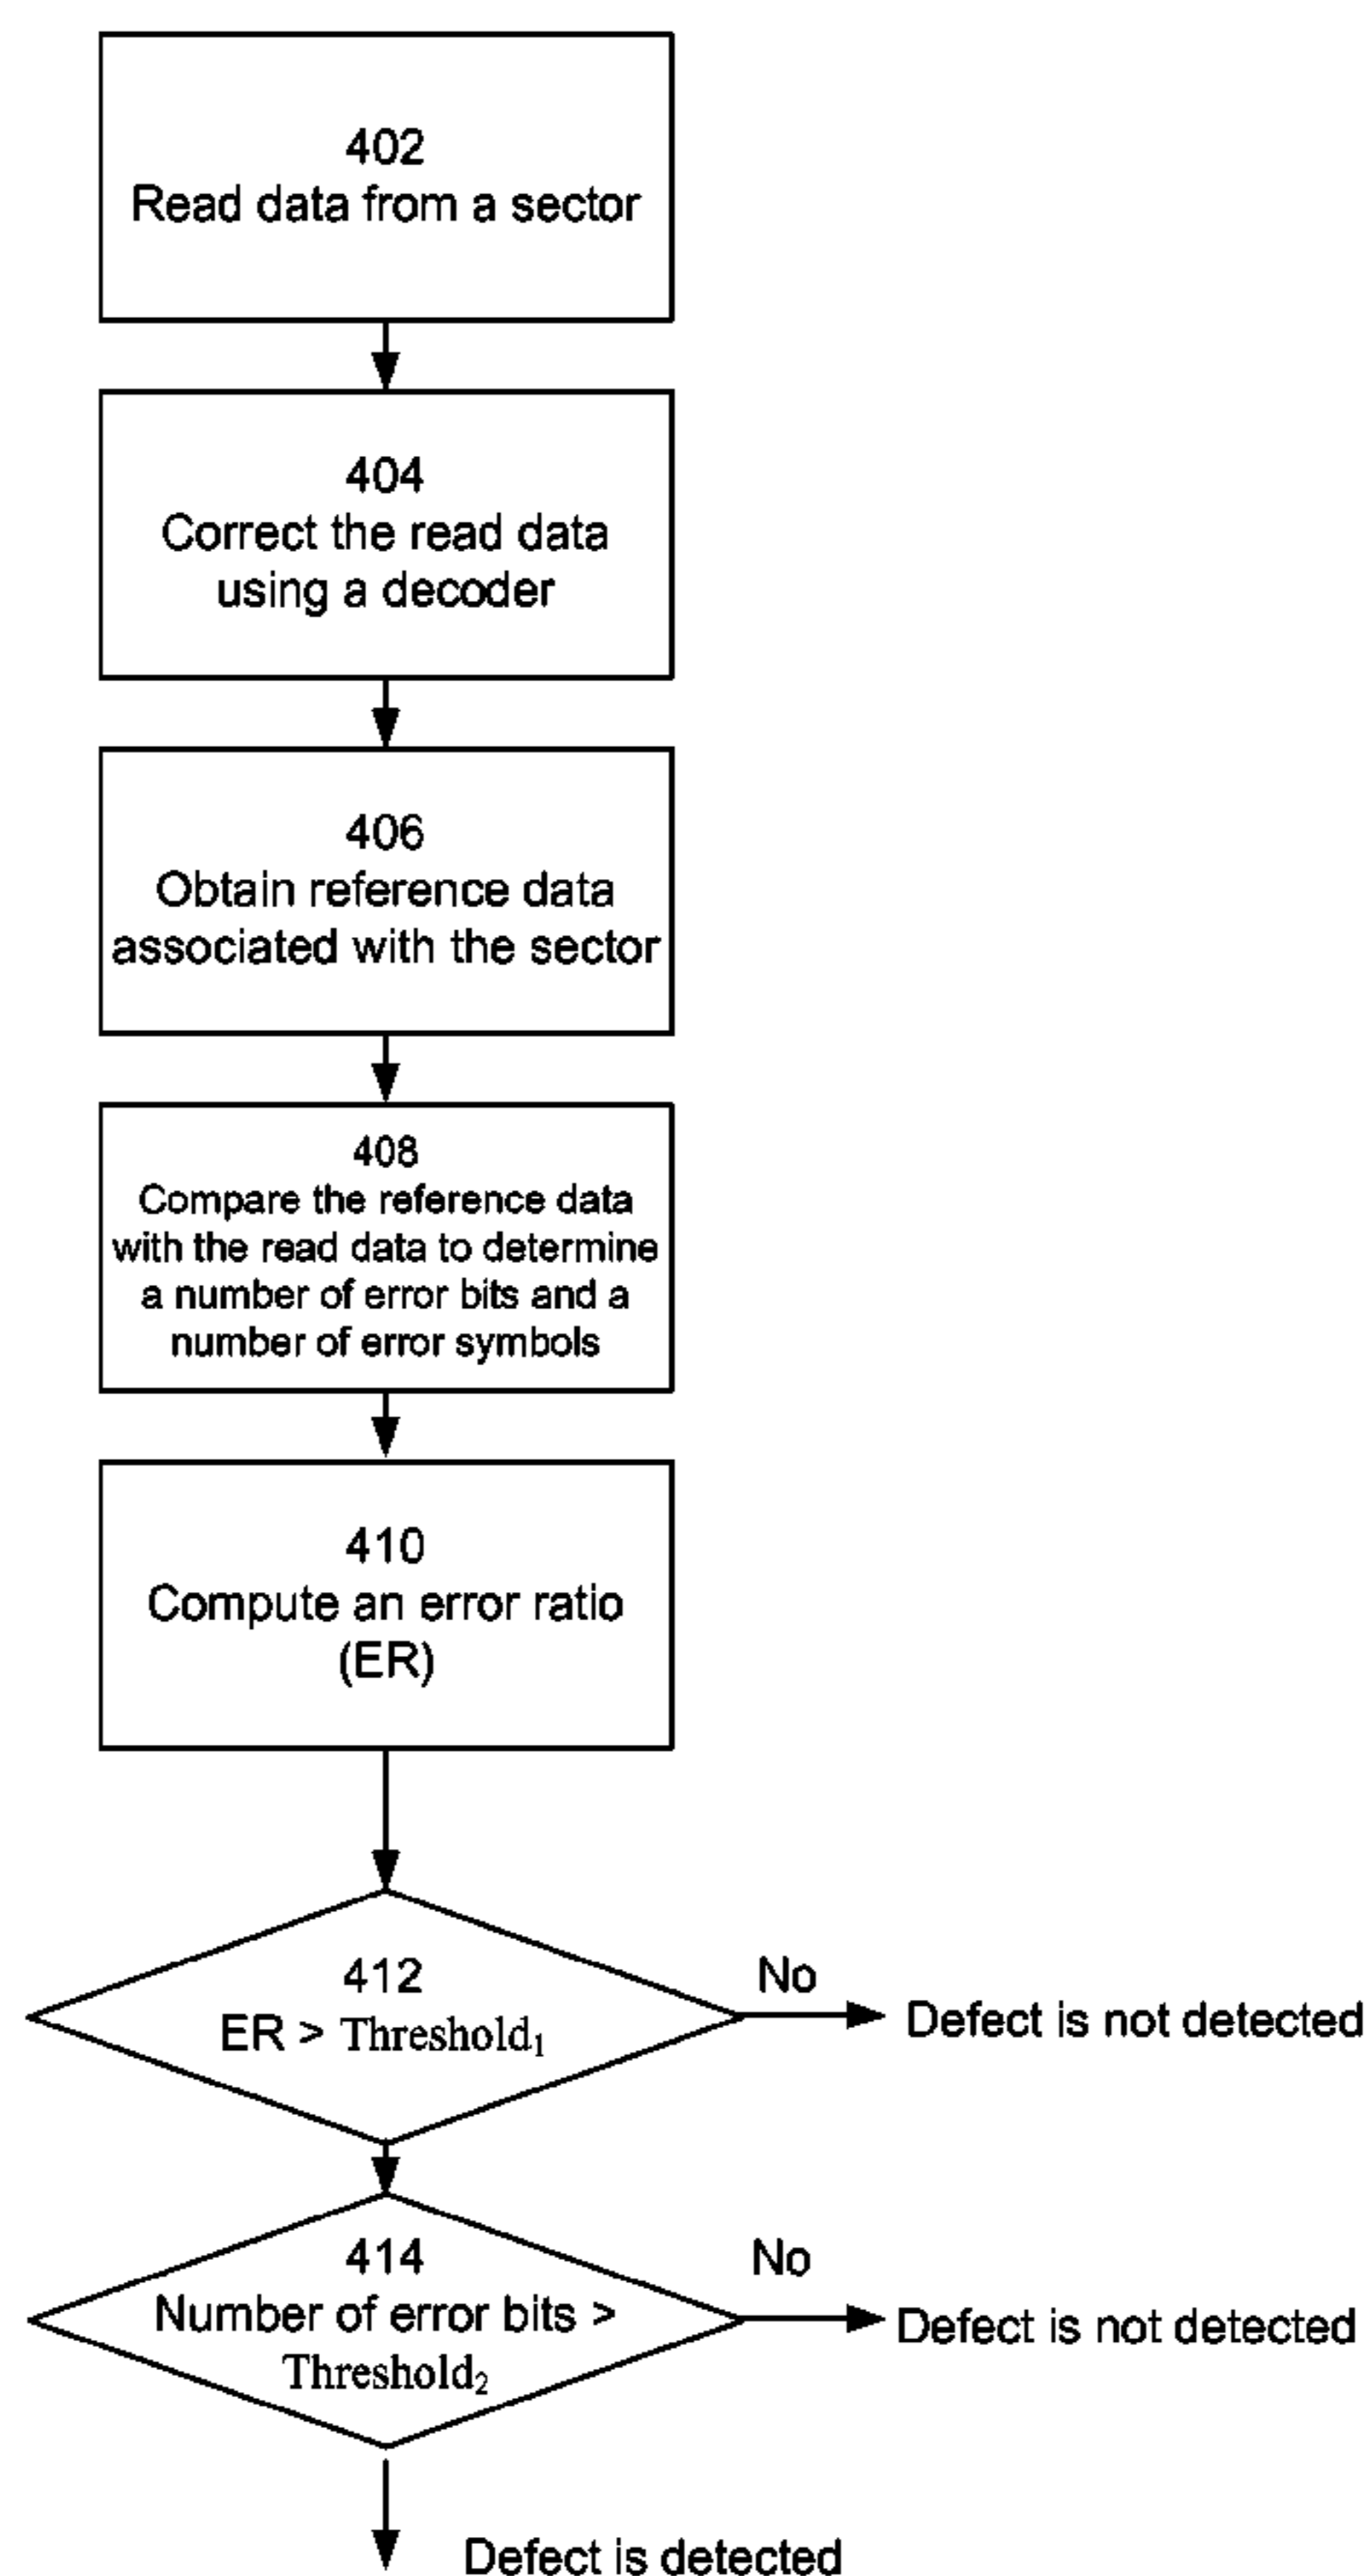 402
Read data from a sector
404
Correct the read data
using a decoder
406
Obtain reference data
associated with the sector
408
Compare the reference data
with the read data to determine
a number of error bits and a
number of error symbols
410
Compute an error ratio
(ER)
412
ER > Threshold₁
No
Defect is not detected
414
Number of error bits >
Threshold₂
No
Defect is not detected
Defect is detected